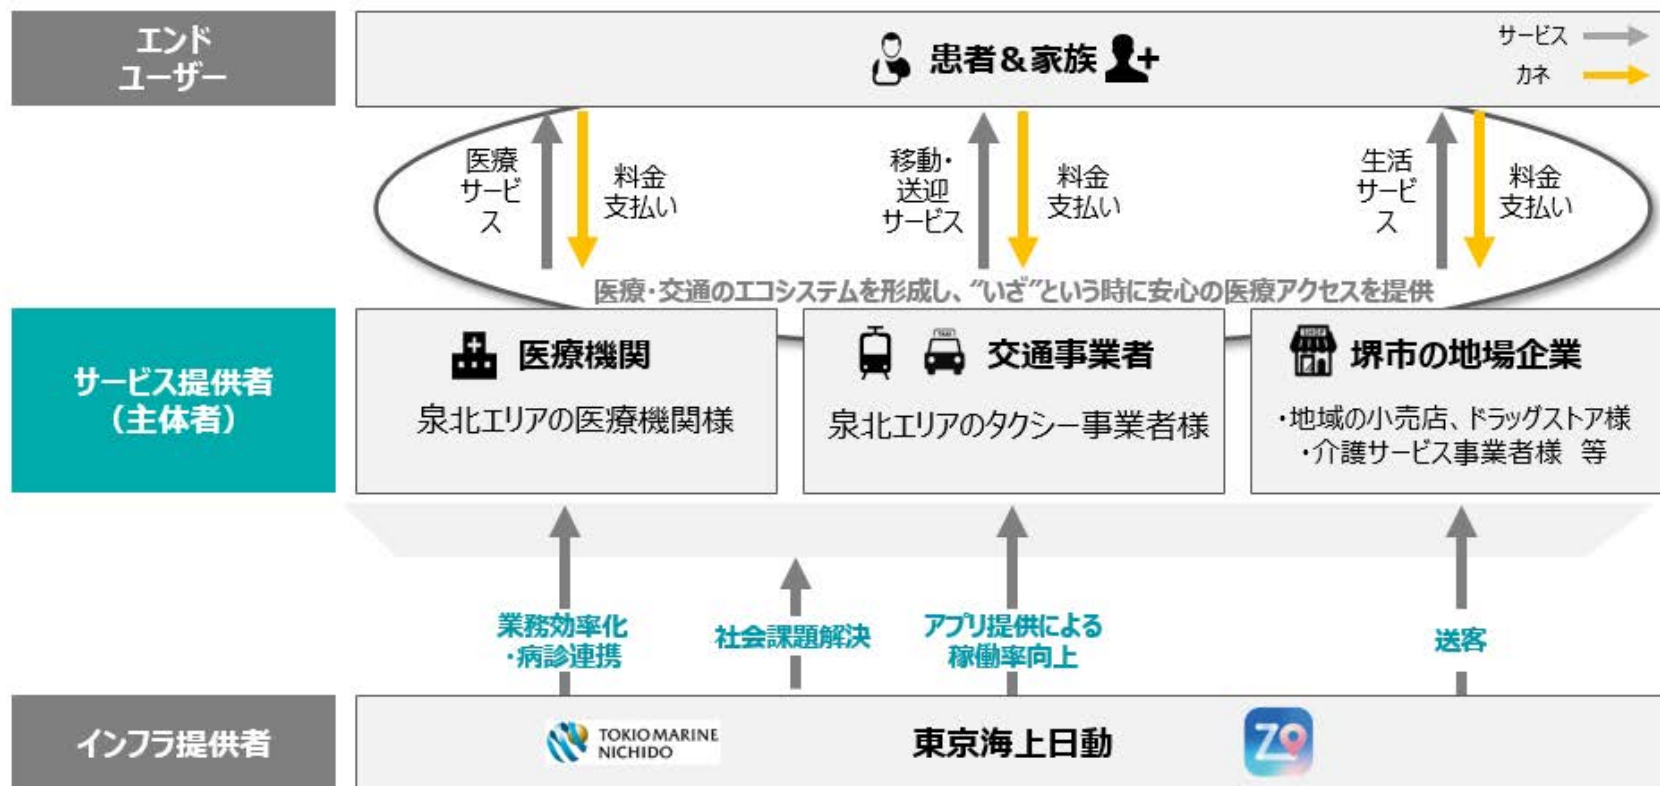 エンド
ユーザー
患者＆家族
サービス
カネ
医療
サービ
ス
料金
支払い
移動・
送迎
サービス
料金
支払い
生活
サービ
ス
料金
支払い
医療・交通のエコシステムを形成し、“いざ”という時に安心の医療アクセスを提供
サービス提供者
（主体者）
医療機関
泉北エリアの医療機関様
TAXI
交通事業者
泉北エリアのタクシー事業者様
SHOP
堺市の地場企業
・地域の小売店、ドラッグストア様
・介護サービス事業者様 等
業務効率化
・病診連携
社会課題解決
アプリ提供による
稼働率向上
送客
インフラ提供者
TOKIO MARINE
NICHIDO
東京海上日動